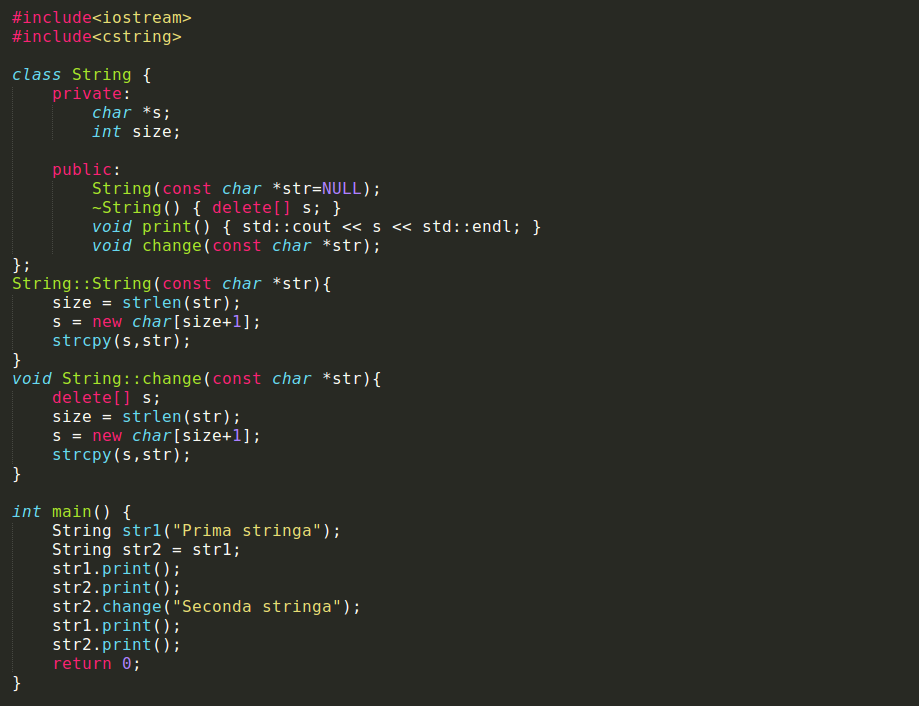 #include<iostream>
#include<cstring>

class String {
    private:
        char *s;
        int size;

    public:
        String(const char *str=NULL);
        ~String() { delete[] s; }
        void print() { std::cout << s << std::endl; }
        void change(const char *str);
};
String::String(const char *str){
    size = strlen(str);
    s = new char[size+1];
    strcpy(s,str);
}
void String::change(const char *str){
    delete[] s;
    size = strlen(str);
    s = new char[size+1];
    strcpy(s,str);
}

int main() {
    String str1("Prima stringa");
    String str2 = str1;
    str1.print();
    str2.print();
    str2.change("Seconda stringa");
    str1.print();
    str2.print();
    return 0;
}